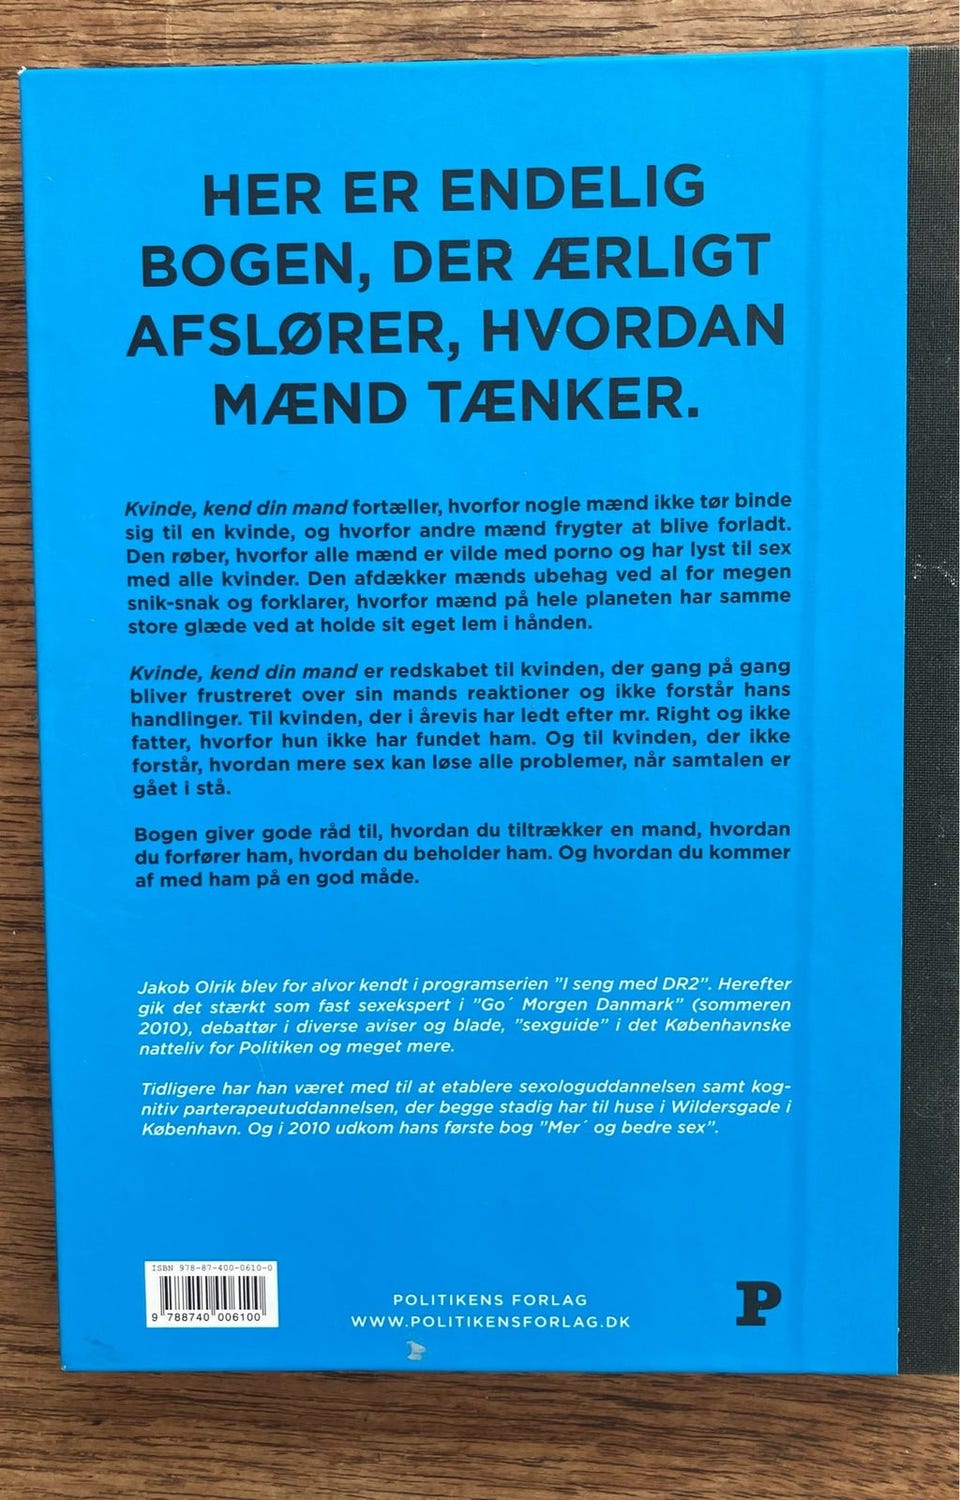 HER ER ENDELIG
BOGEN, DER ÆRLIGT
AFSLØRER, HVORDAN
MÆND TÆNKER.
Kvinde, kend din mand fortæller, hvorfor nogle mænd ikke tør binde
sig til en kvinde, og hvorfor andre mænd frygter at blive forladt.
Den røber, hvorfor alle mænd er vilde med porno og har lyst til sex
med alle kvinder. Den afdækker mænds ubehag ved al for megen
snik-snak og forklarer, hvorfor mænd på hele planeten har samme
store glæde ved at holde sit eget lem i hånden.
Kvinde, kend din mand er redskabet til kvinden, der gang på gang
bliver frustreret over sin mands reaktioner og ikke forstår hans
handlinger. Til kvinden, der i årevis har ledt efter mr. Right og ikke
fatter, hvorfor hun ikke har fundet ham. Og til kvinden, der ikke
forstår, hvordan mere sex kan løse alle problemer, når samtalen er
gået i stå.
Bogen giver gode råd til, hvordan du tiltrækker en mand, hvordan
du forfører ham, hvordan du beholder ham. Og hvordan du kommer
af med ham på en god måde.
Jakob Olrik blev for alvor kendt i programserien ”I seng med DR2”. Herefter
gik det stærkt som fast sexekspert i ”Go´ Morgen Danmark” (sommeren
2010), debattør i diverse aviser og blade, ”sexguide” i det Københavnske
natteliv for Politiken og meget mere.
Tidligere har han været med til at etablere sexologuddannelsen samt kog-
nitiv parterapeutuddannelsen, der begge stadig har til huse i Wildersgade i
København. Og i 2010 udkom hans første bog ”Mer´ og bedre sex”.
ISBN 978-87-400-0610-0
9 788740 006100
POLITIKENS FORLAG
WWW.POLITIKENSFORLAG.DK
P